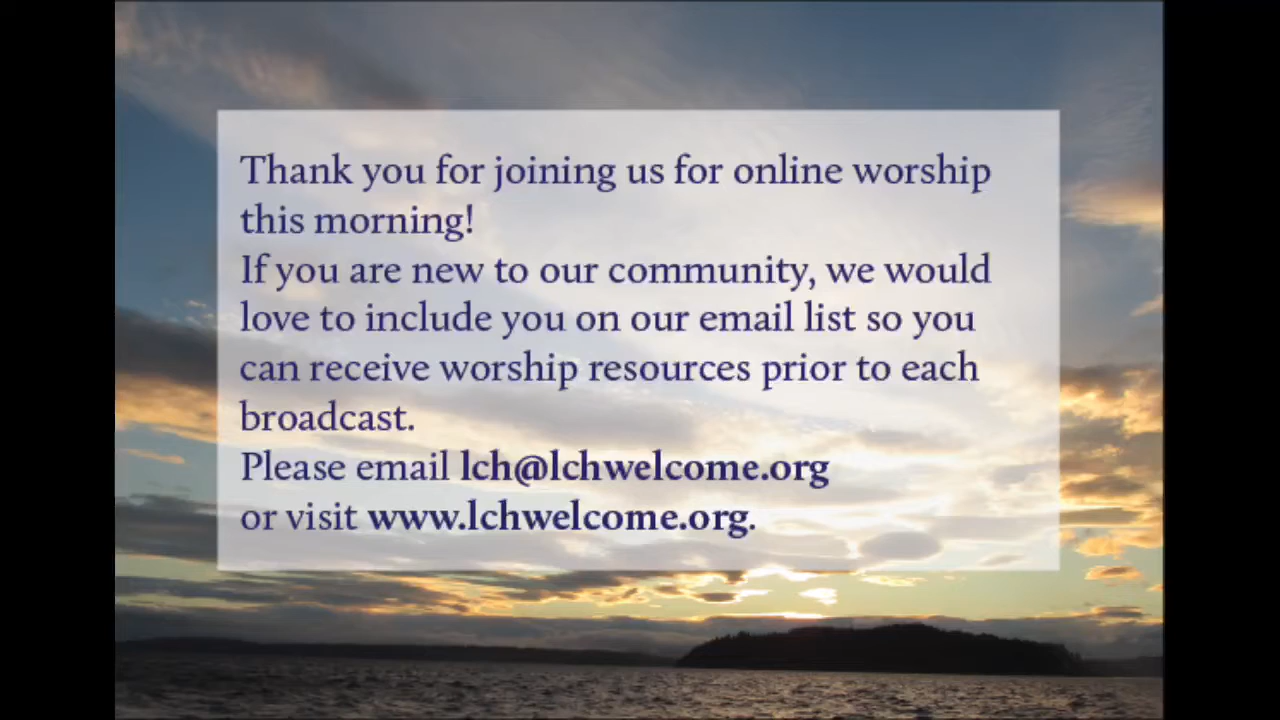 Thank you for joining us for online worship
this morning!
If you are new to our community, we would
love to include you on our email list so you
can receive worship resources prior to each
broadcast.
Please email lch@lchwelcome.org
or visit www.lchwelcome.org.